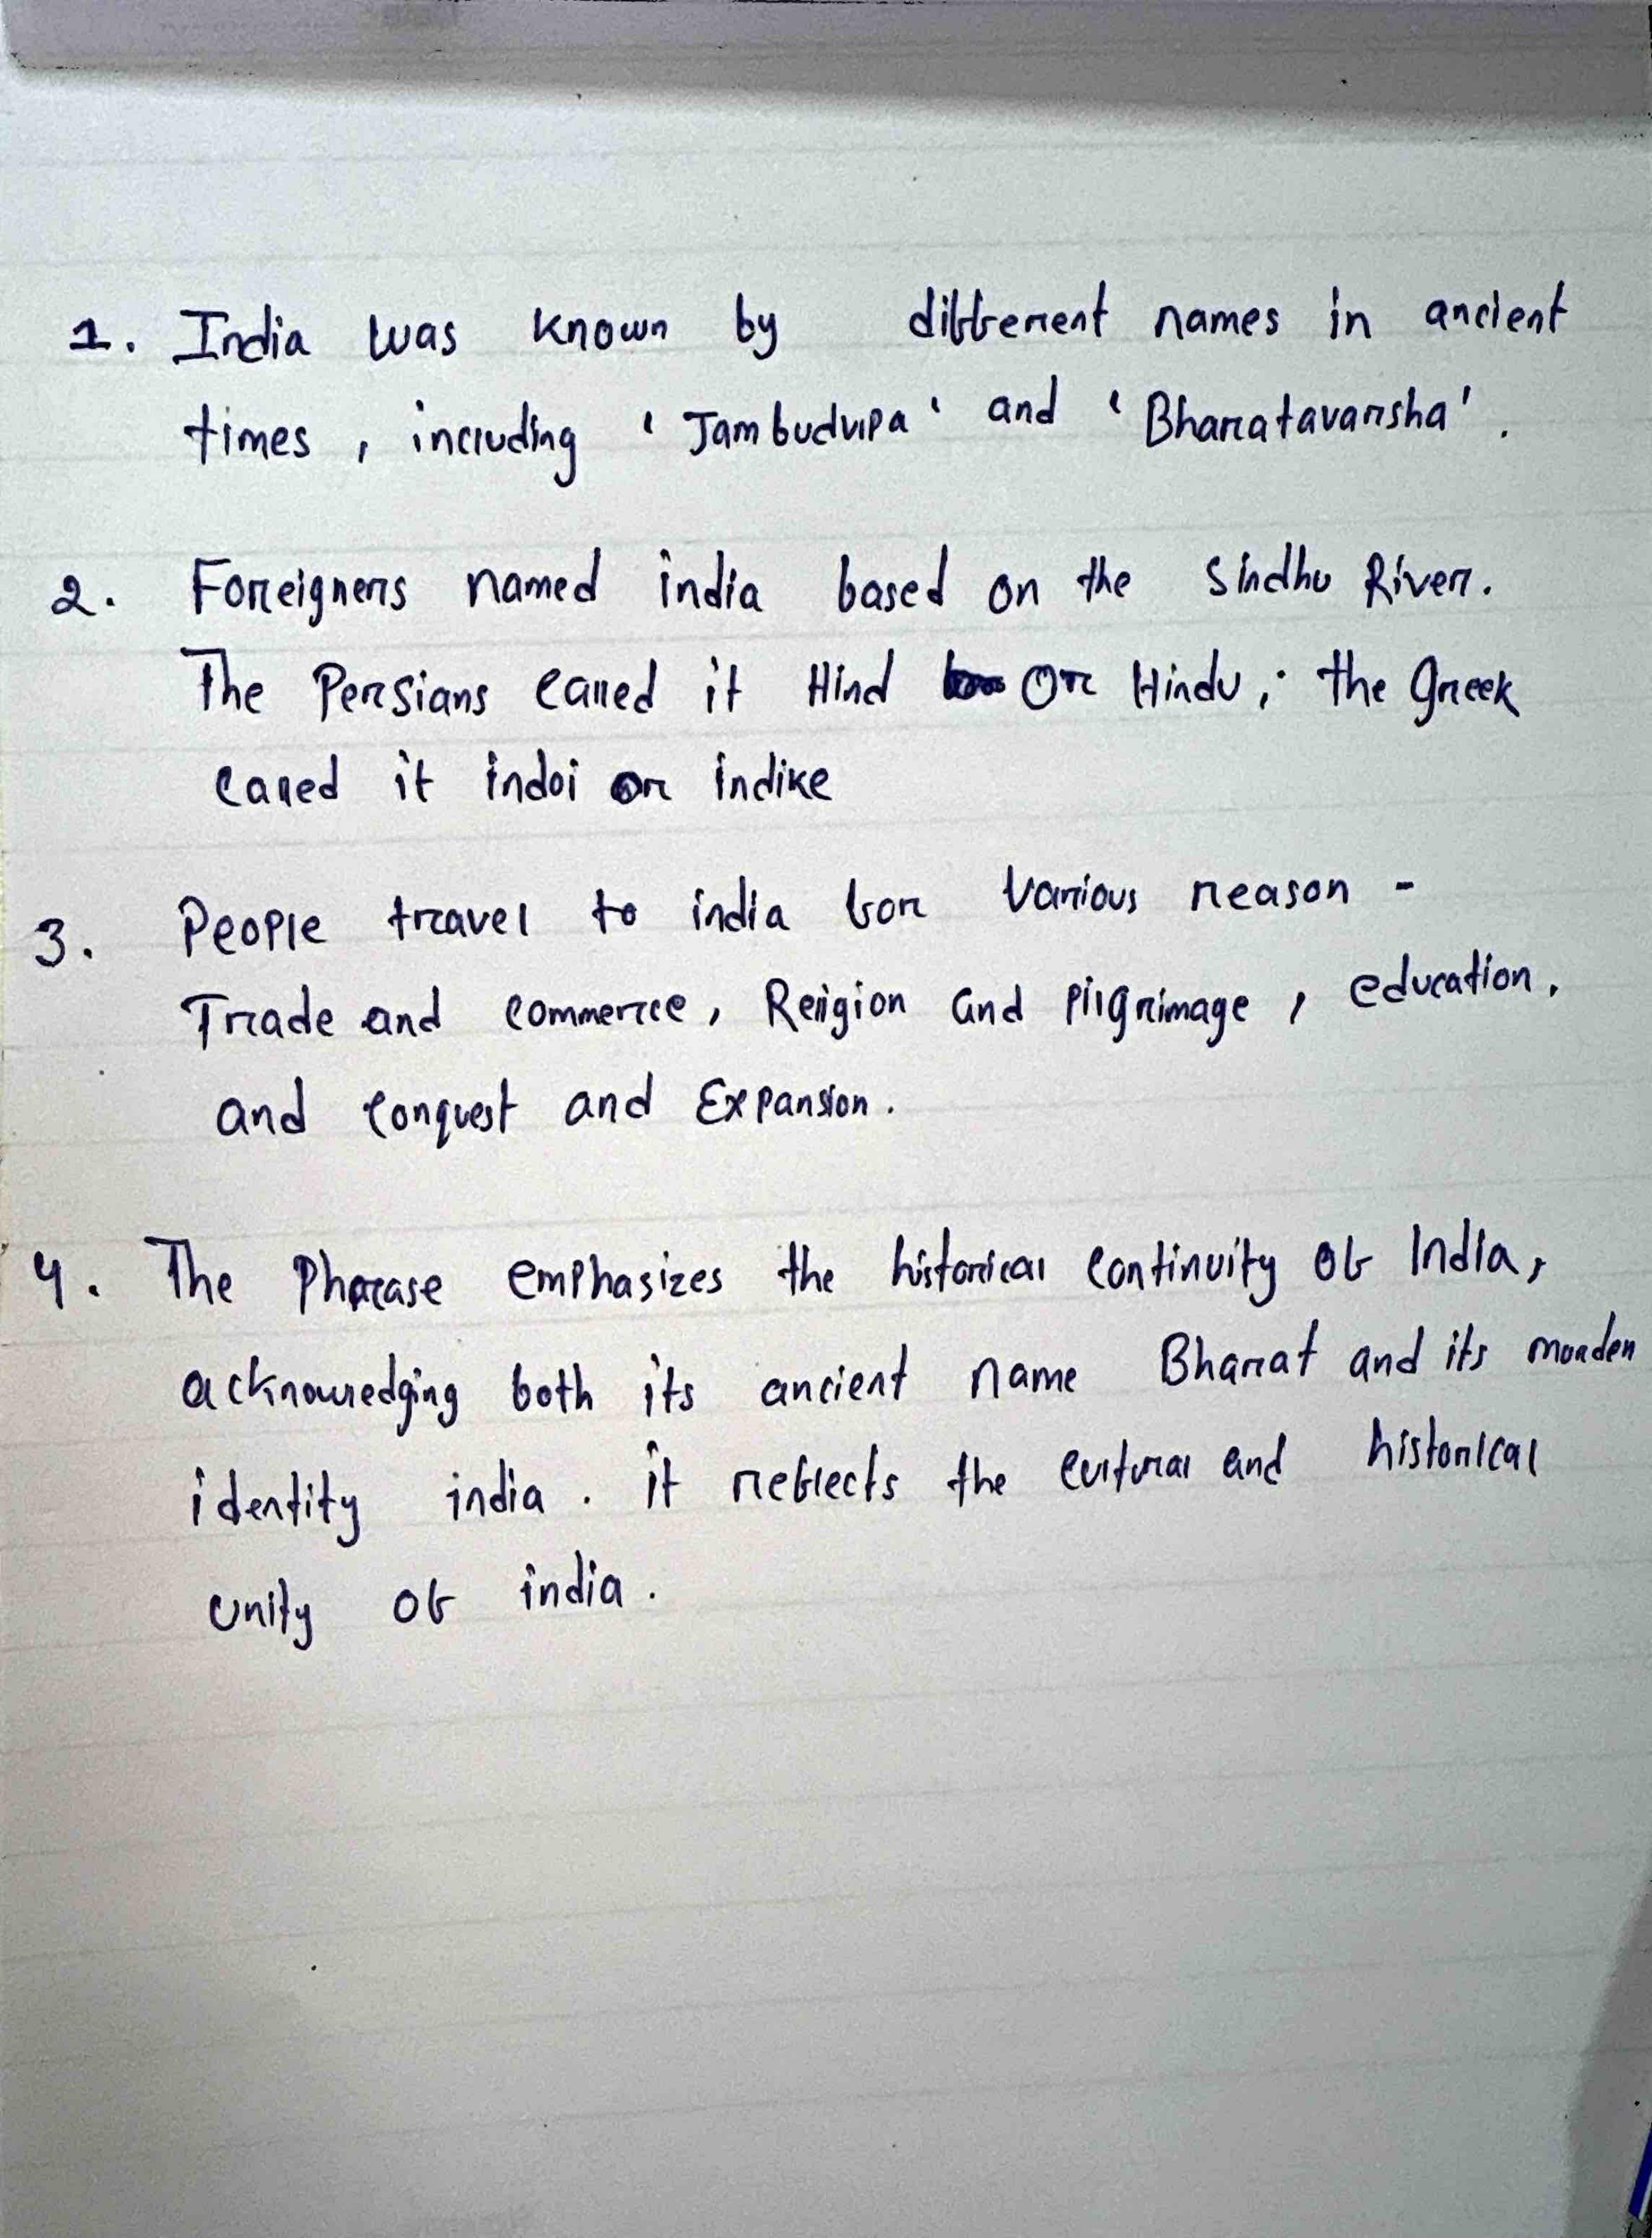 1. India was known by different names in ancient
times, including 'Jambudvipa' and 'Bharatavarsha'.
2. Foreigners named india based on the Sindhu River.
The Persians called it Hind or Hindu,; the Greek
called it indoi or indike
3. People travel to india for various reason -
Trade and commerce, Religion and Pilgrimage, education,
and conquest and Expansion.
4. The Phrase emphasizes the historical continuity of India,
acknowledging both its ancient name Bharat and its morden
identity india. it reflects the cultural and historical
unity of india.